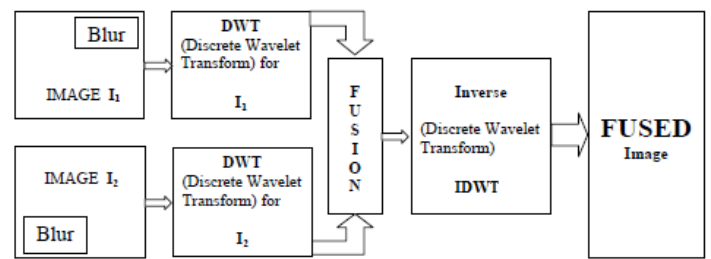 Blur
IMAGE I₁
DWT
(Discrete Wavelet
Transform) for
I₁
IMAGE I₂
Blur
DWT
(Discrete Wavelet
Transform) for
I₂
F
U
S
I
O
N
Inverse
(Discrete Wavelet
Transform)
IDWT
FUSED
Image